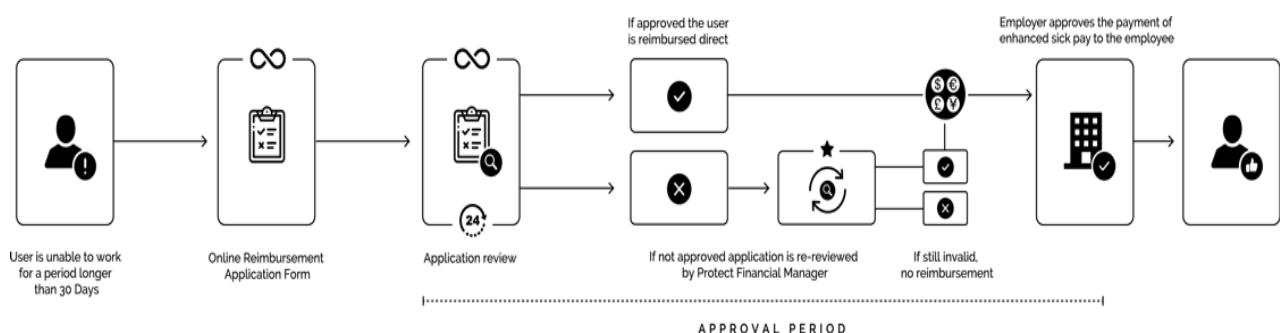 If approved the user
is reimbursed direct
Employer approves the payment of
enhanced sick pay to the employee
$ €
£ ¥
24
User is unable to work
for a period longer
than 30 Days
Online Reimbursement
Application Form
Application review
If not approved application is re-reviewed
by Protect Financial Manager
If still invalid,
no reimbursement
APPROVAL PERIOD